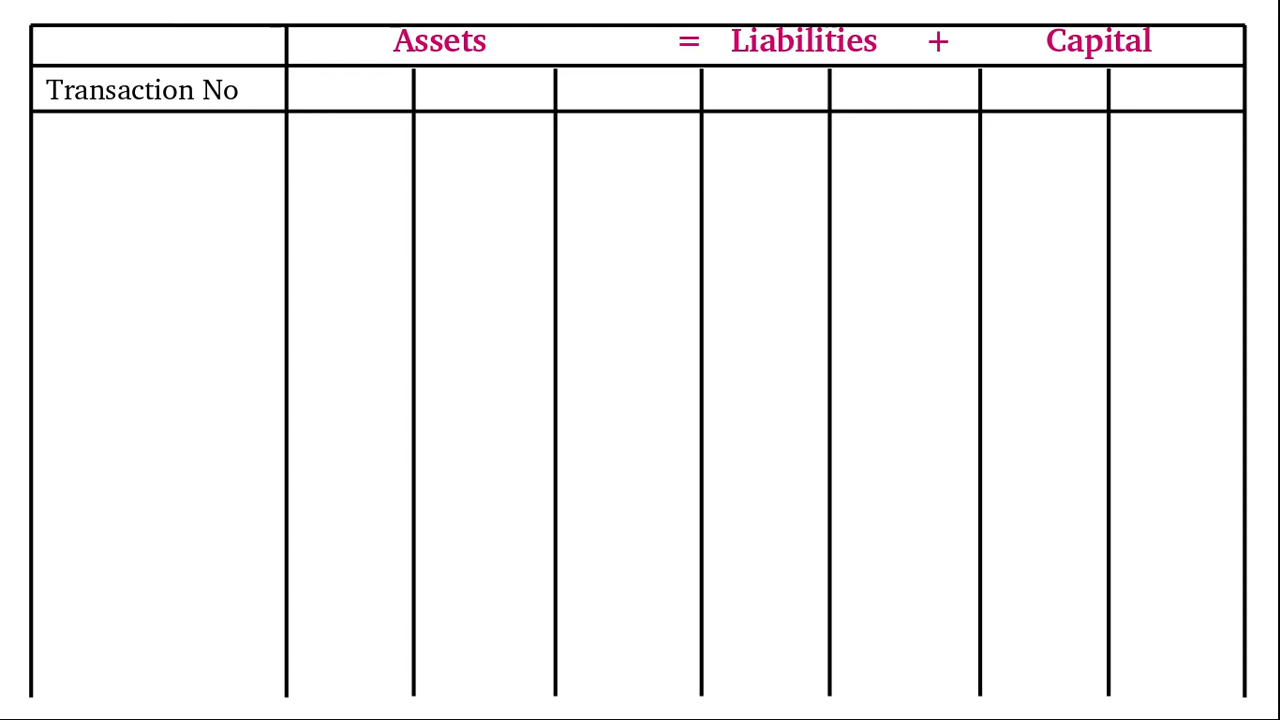 Assets = Liabilities + Capital
Transaction No